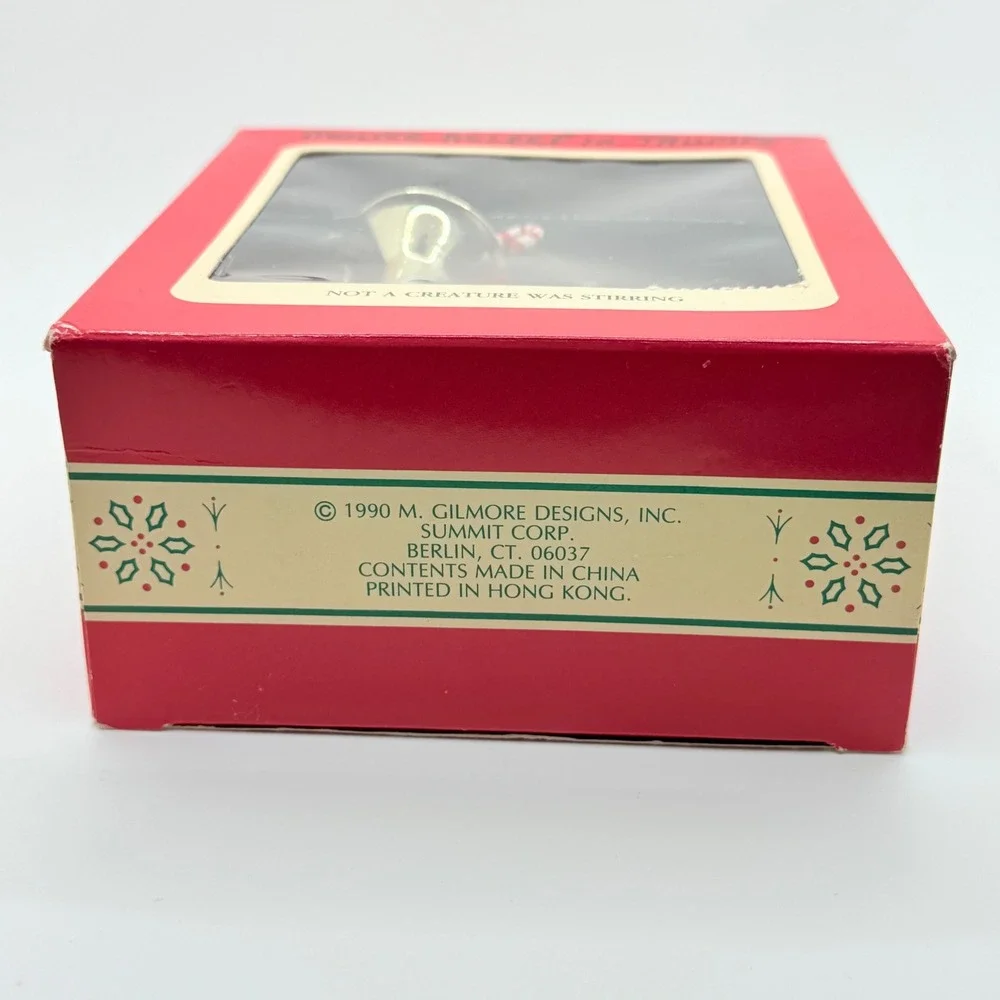 NOT A CREATURE WAS STIRRING
© 1990 M. GILMORE DESIGNS, INC.
SUMMIT CORP.
BERLIN, CT. 06037
CONTENTS MADE IN CHINA
PRINTED IN HONG KONG.